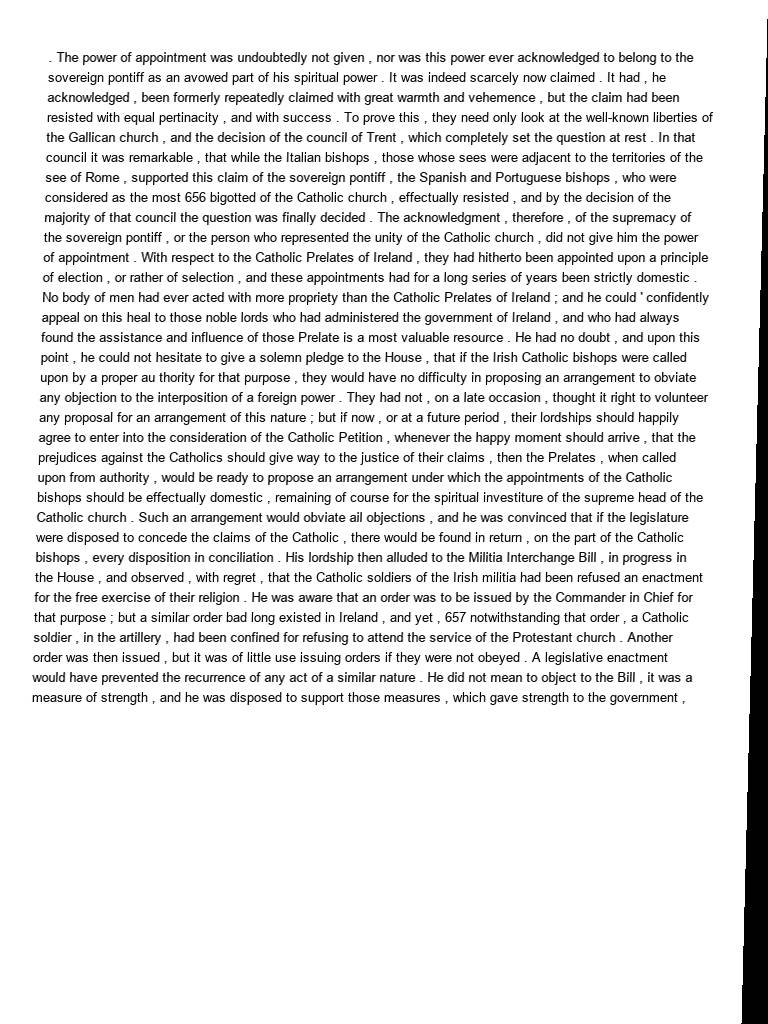 . The power of appointment was undoubtedly not given , nor was this power ever acknowledged to belong to the
sovereign pontiff as an avowed part of his spiritual power . It was indeed scarcely now claimed . It had , he
acknowledged , been formerly repeatedly claimed with great warmth and vehemence , but the claim had been
resisted with equal pertinacity , and with success . To prove this , they need only look at the well-known liberties of
the Gallican church , and the decision of the council of Trent , which completely set the question at rest . In that
council it was remarkable , that while the Italian bishops , those whose sees were adjacent to the territories of the
see of Rome , supported this claim of the sovereign pontiff , the Spanish and Portuguese bishops , who were
considered as the most 656 bigotted of the Catholic church , effectually resisted , and by the decision of the
majority of that council the question was finally decided . The acknowledgment , therefore , of the supremacy of
the sovereign pontiff , or the person who represented the unity of the Catholic church , did not give him the power
of appointment . With respect to the Catholic Prelates of Ireland , they had hitherto been appointed upon a principle
of election , or rather of selection , and these appointments had for a long series of years been strictly domestic .
No body of men had ever acted with more propriety than the Catholic Prelates of Ireland ; and he could ' confidently
appeal on this heal to those noble lords who had administered the government of Ireland , and who had always
found the assistance and influence of those Prelate is a most valuable resource . He had no doubt , and upon this
point , he could not hesitate to give a solemn pledge to the House , that if the Irish Catholic bishops were called
upon by a proper au thority for that purpose , they would have no difficulty in proposing an arrangement to obviate
any objection to the interposition of a foreign power . They had not , on a late occasion , thought it right to volunteer
any proposal for an arrangement of this nature ; but if now , or at a future period , their lordships should happily
agree to enter into the consideration of the Catholic Petition , whenever the happy moment should arrive , that the
prejudices against the Catholics should give way to the justice of their claims , then the Prelates , when called
upon from authority , would be ready to propose an arrangement under which the appointments of the Catholic
bishops should be effectually domestic , remaining of course for the spiritual investiture of the supreme head of the
Catholic church . Such an arrangement would obviate ail objections , and he was convinced that if the legislature
were disposed to concede the claims of the Catholic , there would be found in return , on the part of the Catholic
bishops , every disposition in conciliation . His lordship then alluded to the Militia Interchange Bill , in progress in
the House , and observed , with regret , that the Catholic soldiers of the Irish militia had been refused an enactment
for the free exercise of their religion . He was aware that an order was to be issued by the Commander in Chief for
that purpose ; but a similar order bad long existed in Ireland , and yet , 657 notwithstanding that order , a Catholic
soldier , in the artillery , had been confined for refusing to attend the service of the Protestant church . Another
order was then issued , but it was of little use issuing orders if they were not obeyed . A legislative enactment
would have prevented the recurrence of any act of a similar nature . He did not mean to object to the Bill , it was a
measure of strength , and he was disposed to support those measures , which gave strength to the government ,